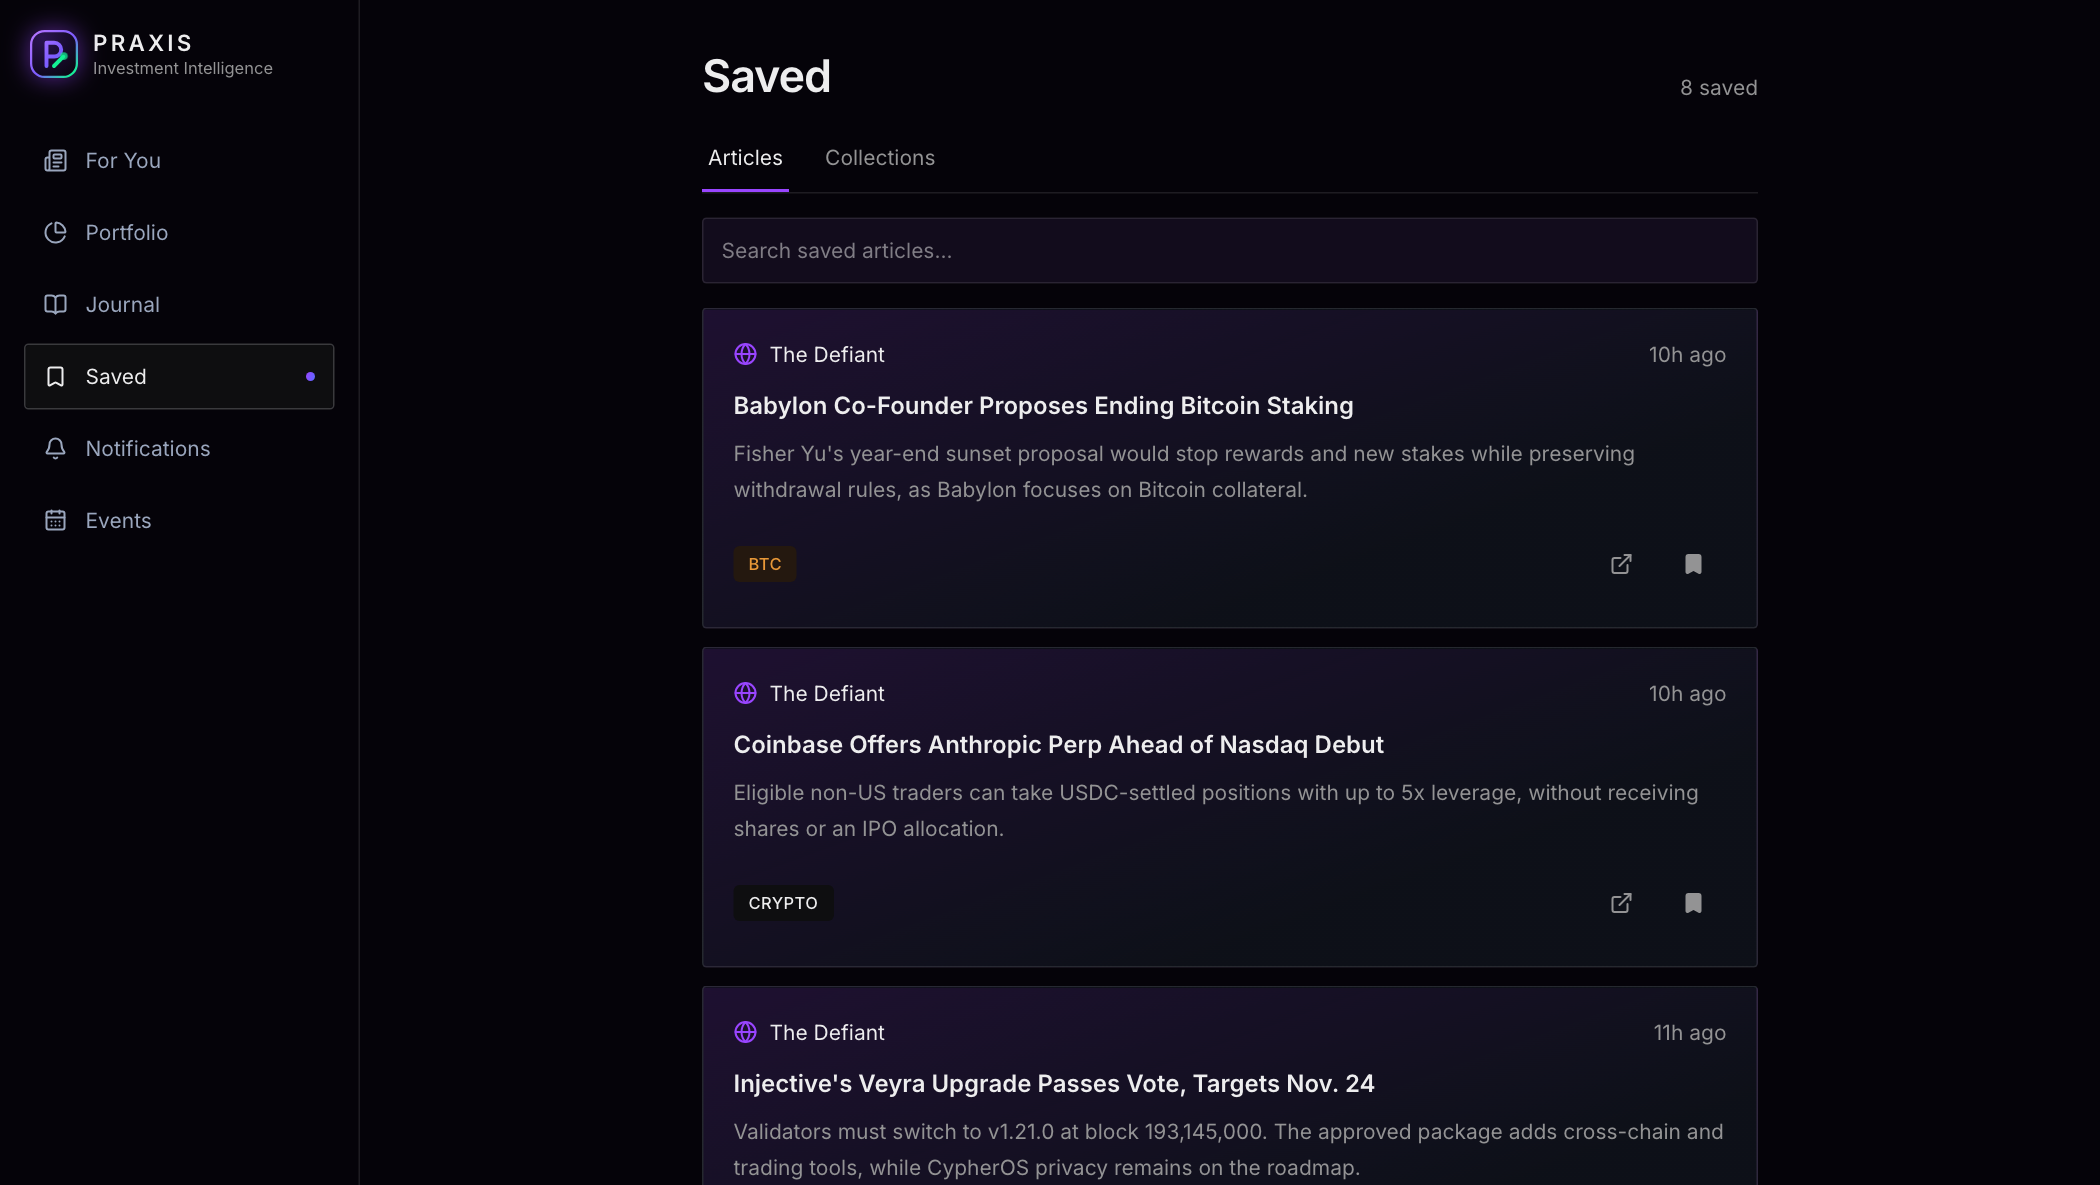 PRAXIS
Investment Intelligence
For You
Portfolio
Journal
Saved
Notifications
Events
Saved
8 saved
Articles
Collections
Search saved articles...
The Defiant
10h ago
Babylon Co-Founder Proposes Ending Bitcoin Staking
Fisher Yu's year-end sunset proposal would stop rewards and new stakes while preserving
withdrawal rules, as Babylon focuses on Bitcoin collateral.
BTC
The Defiant
10h ago
Coinbase Offers Anthropic Perp Ahead of Nasdaq Debut
Eligible non-US traders can take USDC-settled positions with up to 5x leverage, without receiving
shares or an IPO allocation.
CRYPTO
The Defiant
11h ago
Injective's Veyra Upgrade Passes Vote, Targets Nov. 24
Validators must switch to v1.21.0 at block 193,145,000. The approved package adds cross-chain and
trading tools, while CypherOS privacy remains on the roadmap.